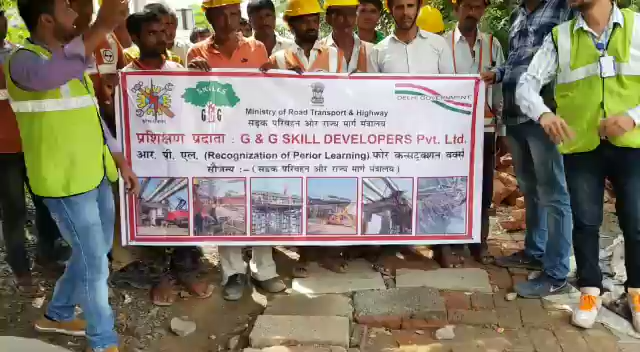 SKILLS
G G
DELHI GOVERNMENT
Ministry of Road Transport & Highway
सड़क परिवहन और राज्य मार्ग मंत्रालय
प्रशिक्षण प्रदाता : G & G SKILL DEVELOPERS Pvt. Ltd.
आर. पी. एल. (Recognization of Perior Learning) फोर कन्सट्रक्शन वर्क्स
सौजन्य :– ( सड़क परिवहन और राज्य मार्ग मंत्रालय )